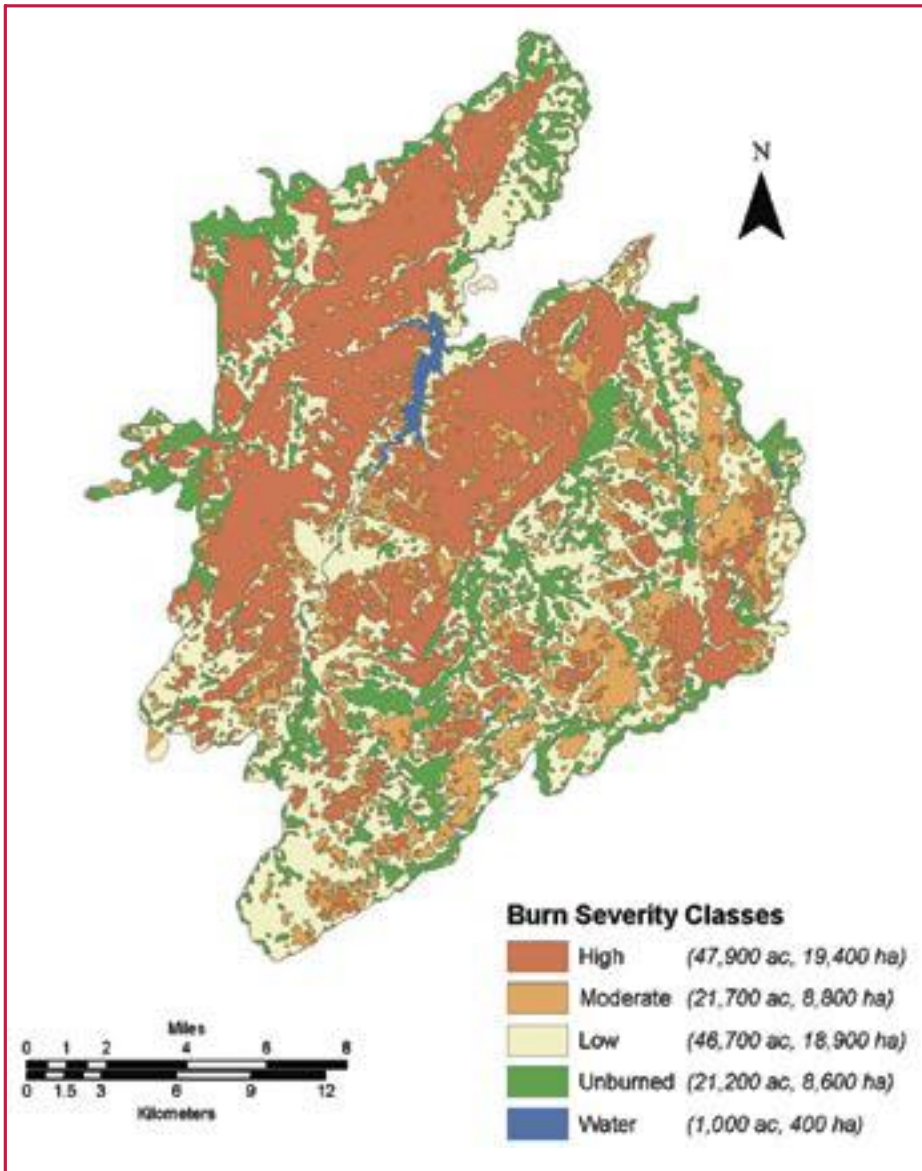 N
Burn Severity Classes
High (47,900 ac, 19,400 ha)
Moderate (21,700 ac, 8,800 ha)
Low (46,700 ac, 18,900 ha)
Unburned (21,200 ac, 8,600 ha)
Water (1,000 ac, 400 ha)
Miles
0 1 2 4 6 8
0 1.5 3 6 9 12
Kilometers